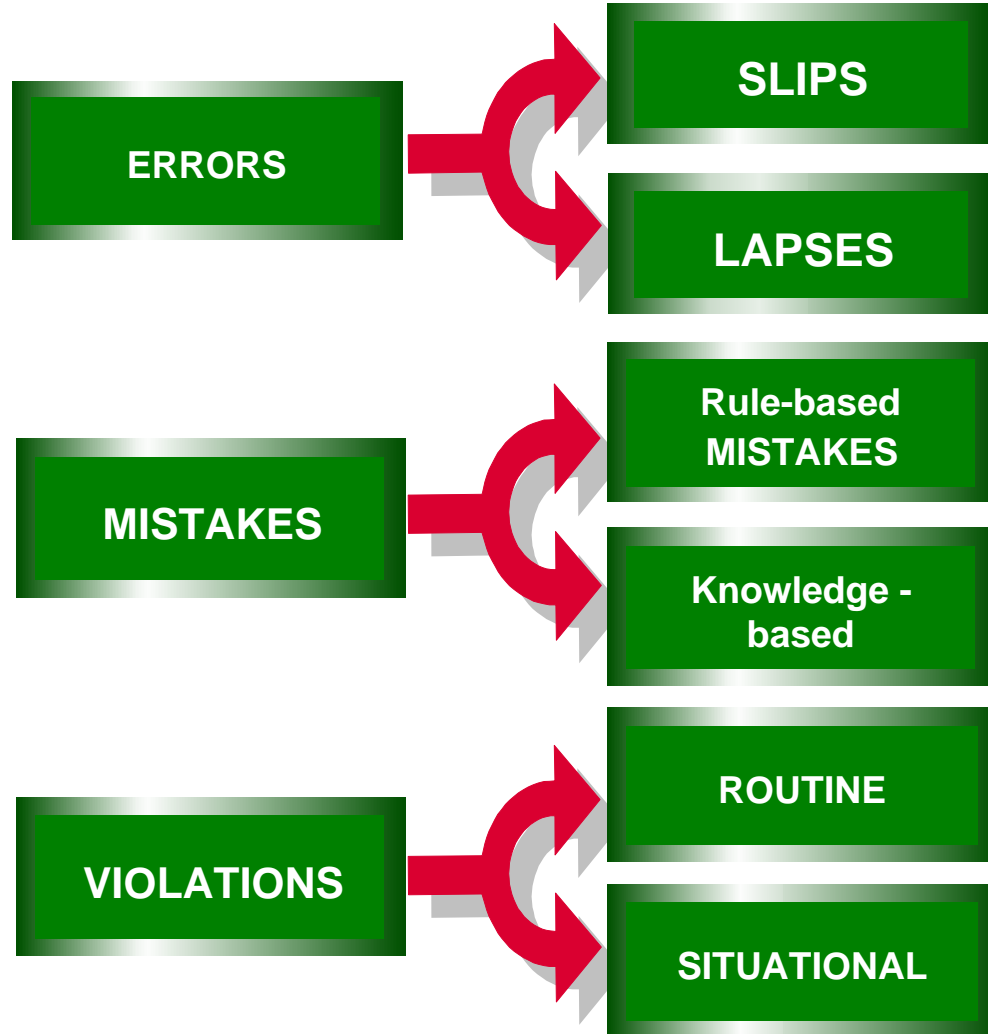 ERRORS
SLIPS
LAPSES
MISTAKES
Rule-based
MISTAKES
Knowledge -
based
VIOLATIONS
ROUTINE
SITUATIONAL